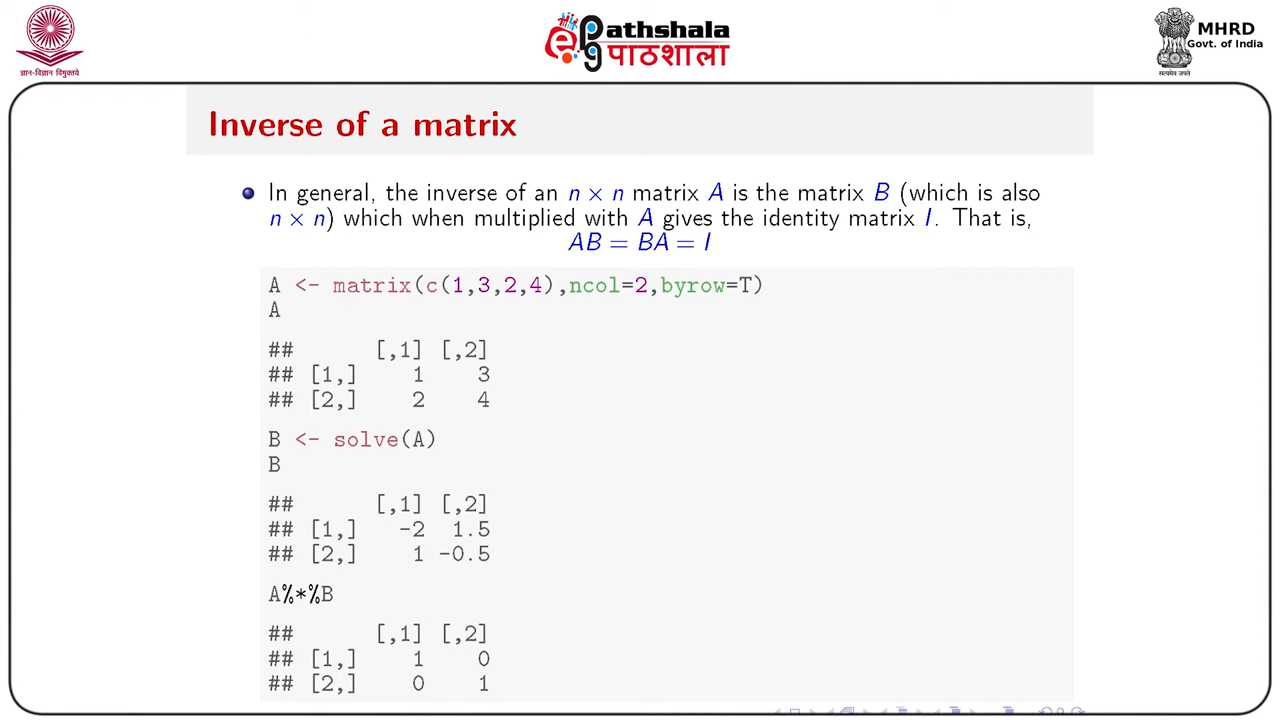 ज्ञान-विज्ञान विमुक्तये
ePathshala
पाठशाला
सत्यमेव जयते
MHRD
Govt. of India
Inverse of a matrix
In general, the inverse of an n × n matrix A is the matrix B (which is also
n × n) which when multiplied with A gives the identity matrix I. That is,
AB = BA = I
A <- matrix(c(1,3,2,4),ncol=2,byrow=T)
A
## [,1] [,2]
## [1,] 1 3
## [2,] 2 4
B <- solve(A)
B
## [,1] [,2]
## [1,] -2 1.5
## [2,] 1 -0.5
A%*%B
## [,1] [,2]
## [1,] 1 0
## [2,] 0 1